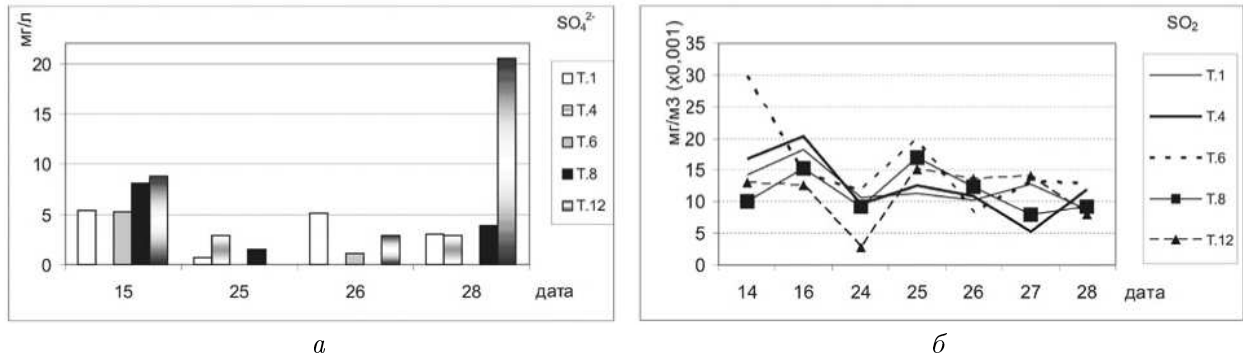 мг/л
SO₄²⁻
20
15
10
5
0
15 25 26 28 дата
Т.1
Т.4
Т.6
Т.8
Т.12
а
мг/м3 (х0,001)
SO₂
35
30
25
20
15
10
5
0
14 16 24 25 26 27 28 дата
Т.1
Т.4
Т.6
Т.8
Т.12
б